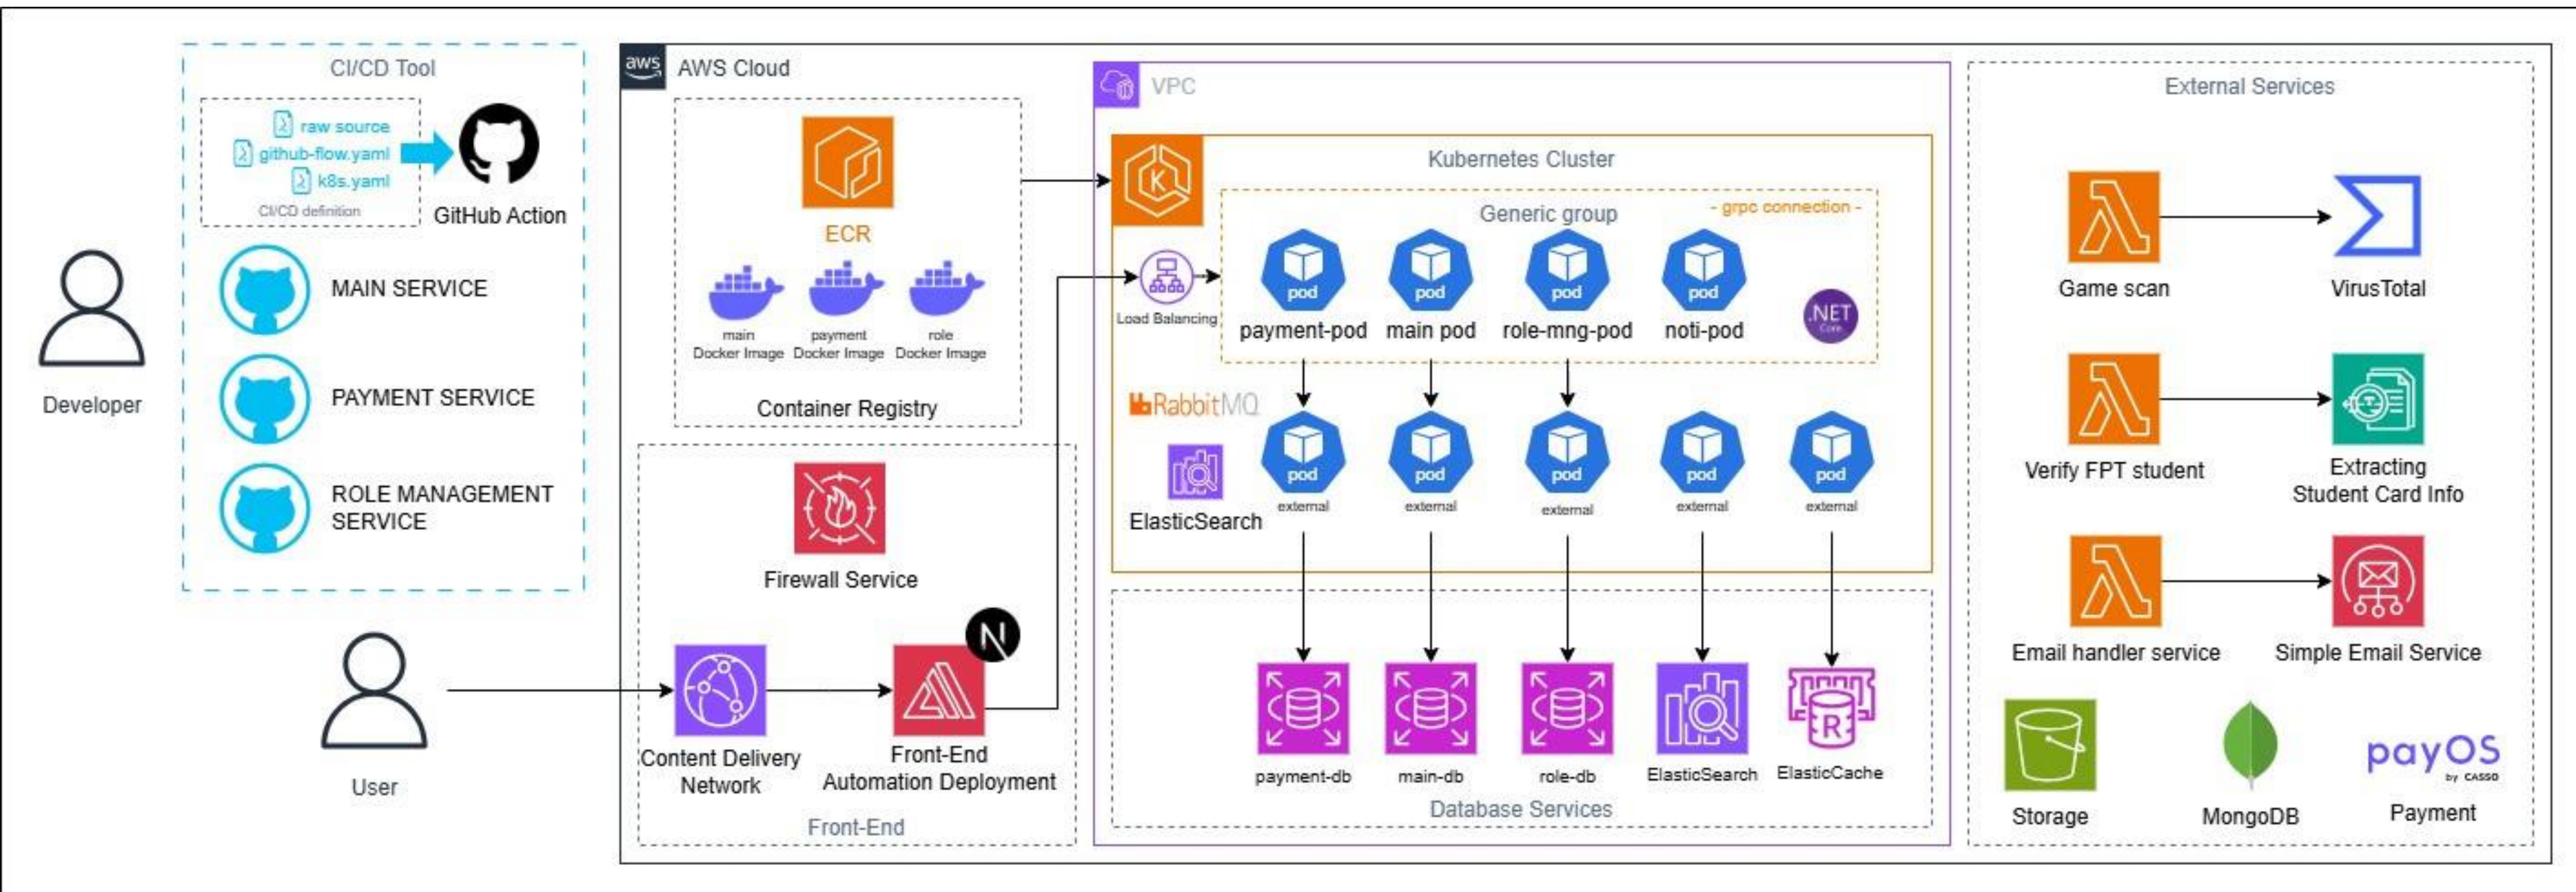 CI/CD Tool
raw source
github-flow.yaml
k8s.yaml
CI/CD definition
GitHub Action
MAIN SERVICE
PAYMENT SERVICE
ROLE MANAGEMENT
SERVICE
Developer
User
aws
AWS Cloud
ECR
main
Docker Image
payment
Docker Image
role
Docker Image
Container Registry
Firewall Service
N
Content Delivery
Network
Front-End
Automation Deployment
Front-End
VPC
K
Kubernetes Cluster
Generic group
- grpc connection -
Load Balancing
pod
payment-pod
pod
main pod
pod
role-mng-pod
pod
noti-pod
.NET
Core
RabbitMQ
ElasticSearch
pod
external
pod
external
pod
external
pod
external
pod
external
payment-db
main-db
role-db
ElasticSearch
R
ElasticCache
Database Services
External Services
Game scan
VirusTotal
Verify FPT student
Extracting
Student Card Info
Email handler service
Simple Email Service
Storage
MongoDB
payOS
by CASSO
Payment